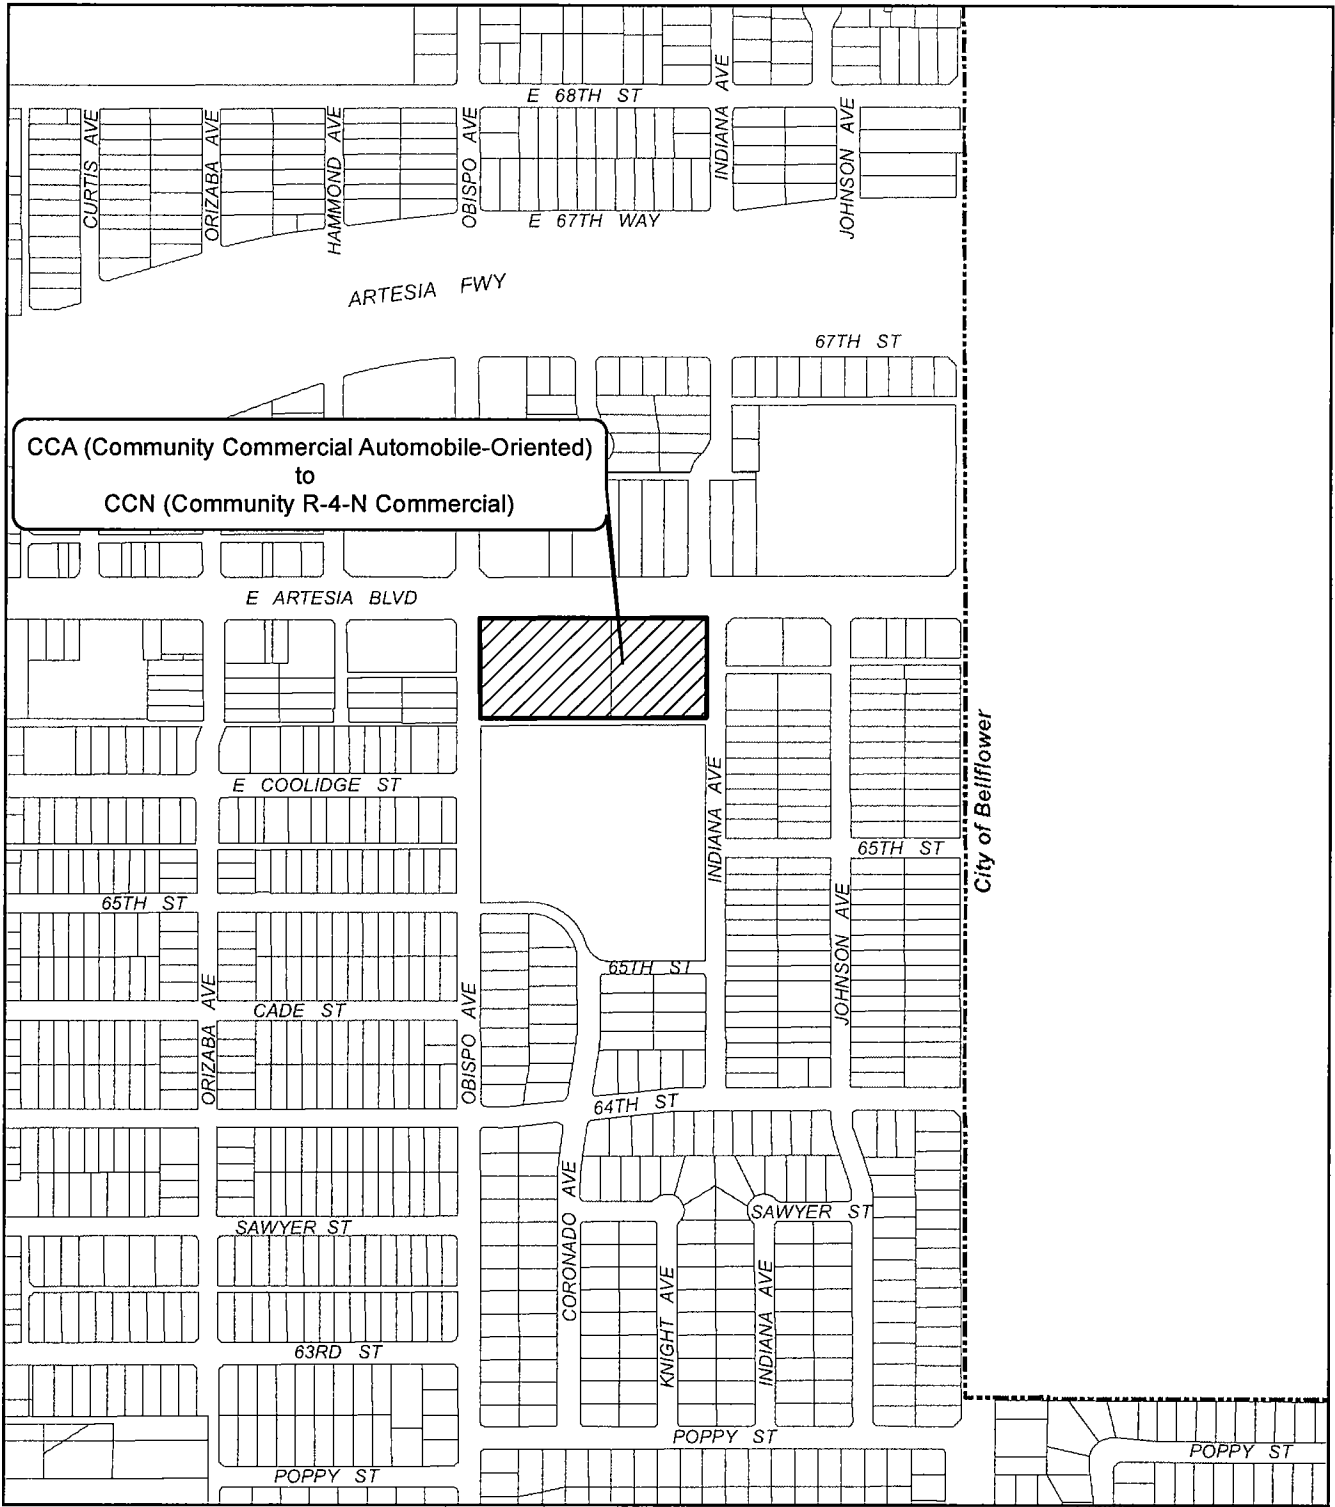 E 68TH ST
INDIANA AVE
CURTIS AVE
ORIZABA AVE
HAMMOND AVE
OBISPO AVE
JOHNSON AVE
E 67TH WAY
ARTESIA FWY
67TH ST
CCA (Community Commercial Automobile-Oriented)
to
CCN (Community R-4-N Commercial)
E ARTESIA BLVD
E COOLIDGE ST
INDIANA AVE
City of Bellflower
65TH ST
65TH ST
JOHNSON AVE
65TH ST
ORIZABA AVE
CADE ST
OBISPO AVE
64TH ST
CORONADO AVE
SAWYER ST
SAWYER ST
KNIGHT AVE
INDIANA AVE
63RD ST
POPPY ST
POPPY ST
POPPY ST